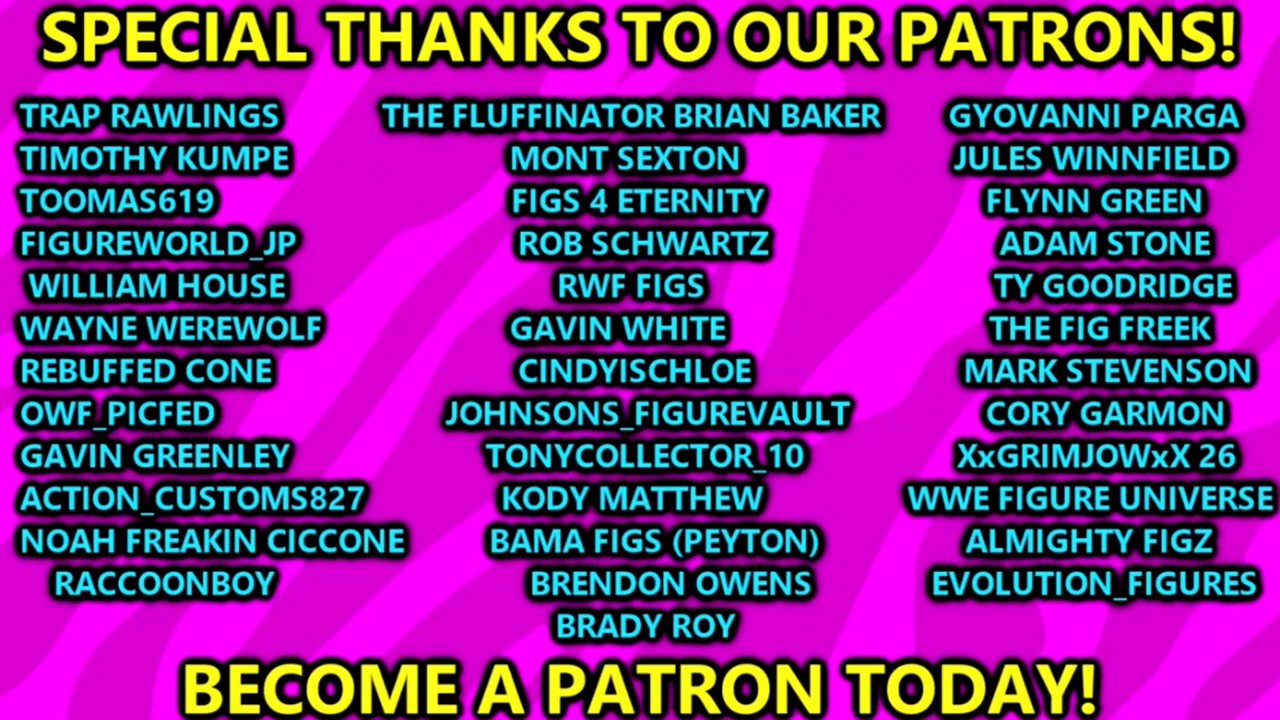 SPECIAL THANKS TO OUR PATRONS!
TRAP RAWLINGS
TIMOTHY KUMPE
TOOMAS619
FIGUREWORLD_JP
WILLIAM HOUSE
WAYNE WEREWOLF
REBUFFED CONE
OWF_PICFED
GAVIN GREENLEY
ACTION_CUSTOMS827
NOAH FREAKIN CICCONE
RACCOONBOY
THE FLUFFINATOR BRIAN BAKER
MONT SEXTON
FIGS 4 ETERNITY
ROB SCHWARTZ
RWF FIGS
GAVIN WHITE
CINDYISCHLOE
JOHNSONS_FIGUREVAULT
TONYCOLLECTOR_10
KODY MATTHEW
BAMA FIGS (PEYTON)
BRENDON OWENS
BRADY ROY
GYOVANNI PARGA
JULES WINNFIELD
FLYNN GREEN
ADAM STONE
TY GOODRIDGE
THE FIG FREEK
MARK STEVENSON
CORY GARMON
XxGRIMJOWxX 26
WWE FIGURE UNIVERSE
ALMIGHTY FIGZ
EVOLUTION_FIGURES
BECOME A PATRON TODAY!